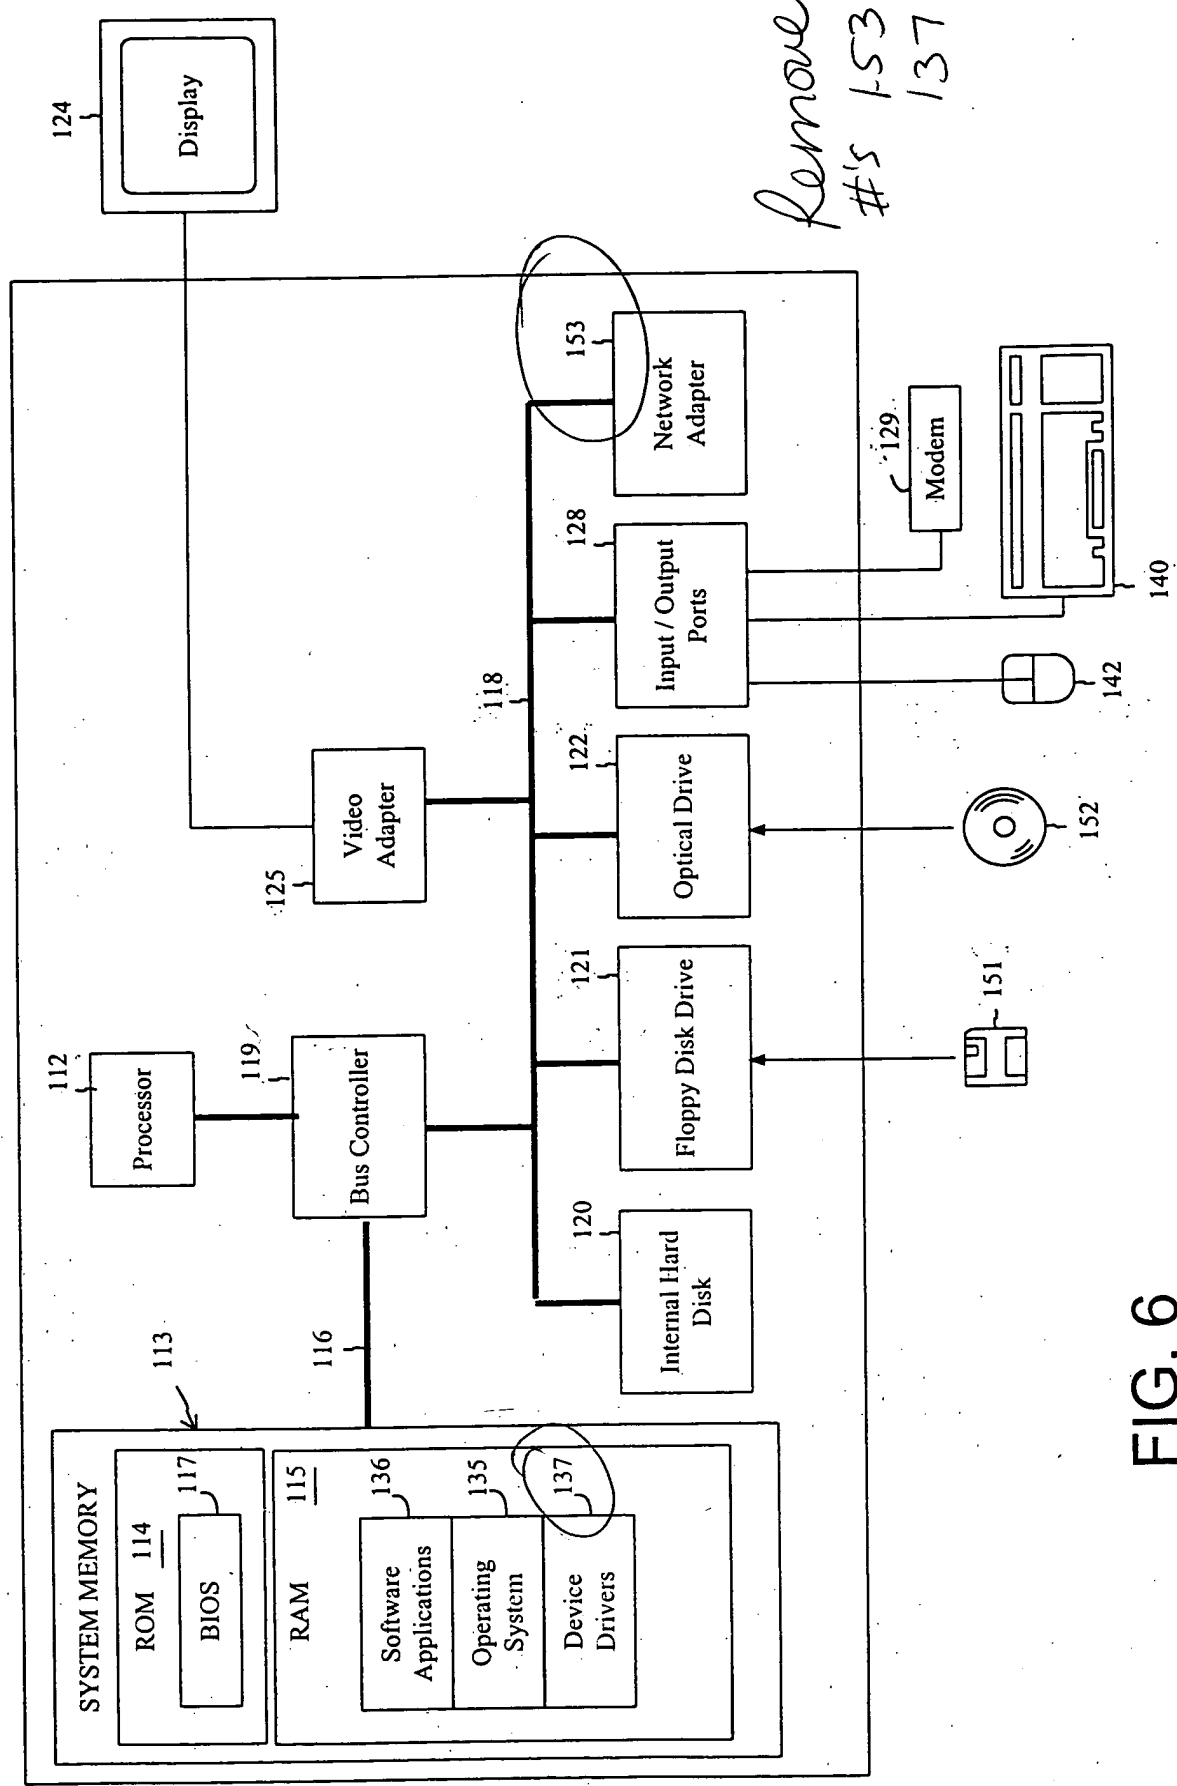 124
Display
Remove
#'s 153
137
SYSTEM MEMORY
ROM 114
117
BIOS
RAM 115
136
Software
Applications
135
Operating
System
137
Device
Drivers
113
116
112
Processor
119
Bus Controller
125
Video
Adapter
118
120
Internal Hard
Disk
121
Floppy Disk Drive
122
Optical Drive
128
Input / Output
Ports
153
Network
Adapter
129
Modem
151
152
142
140
FIG. 6